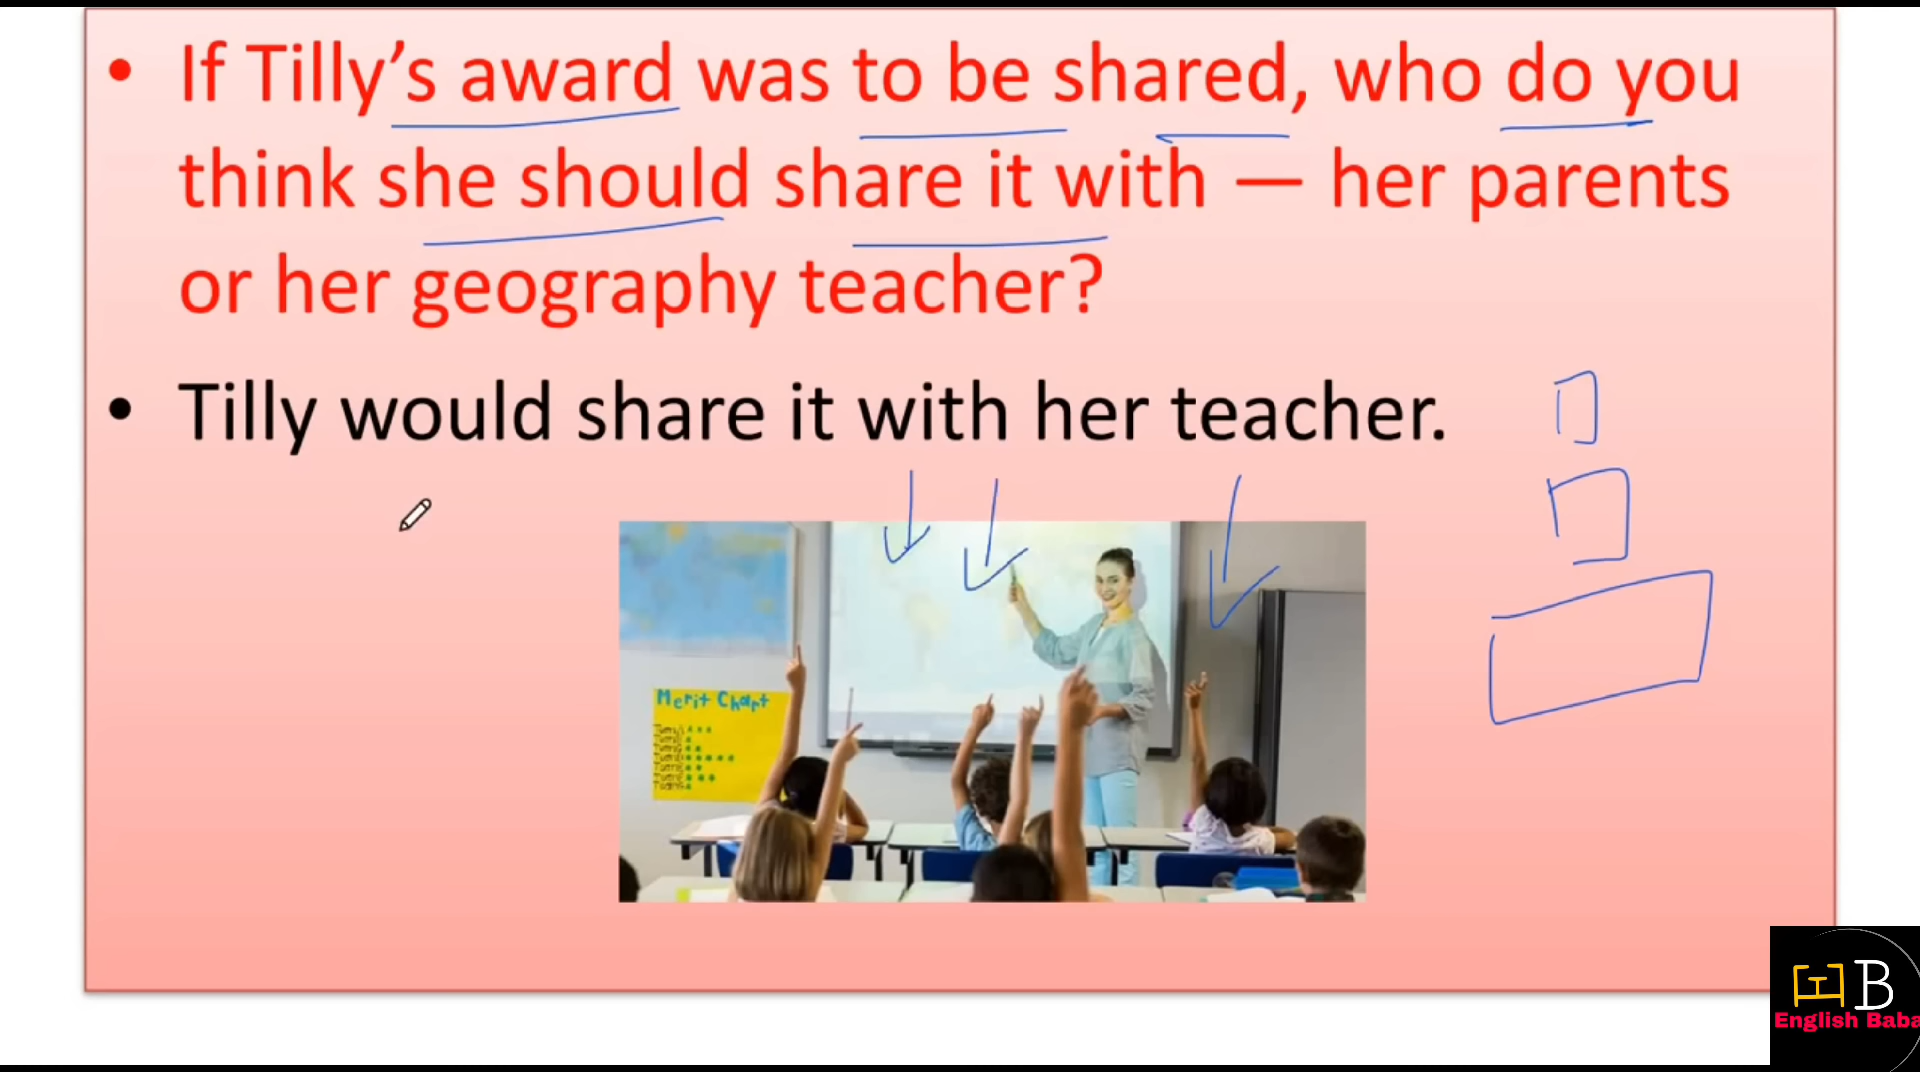 • If Tilly’s award was to be shared, who do you
think she should share it with — her parents
or her geography teacher?
• Tilly would share it with her teacher.
Merit Chart
B
English Baba